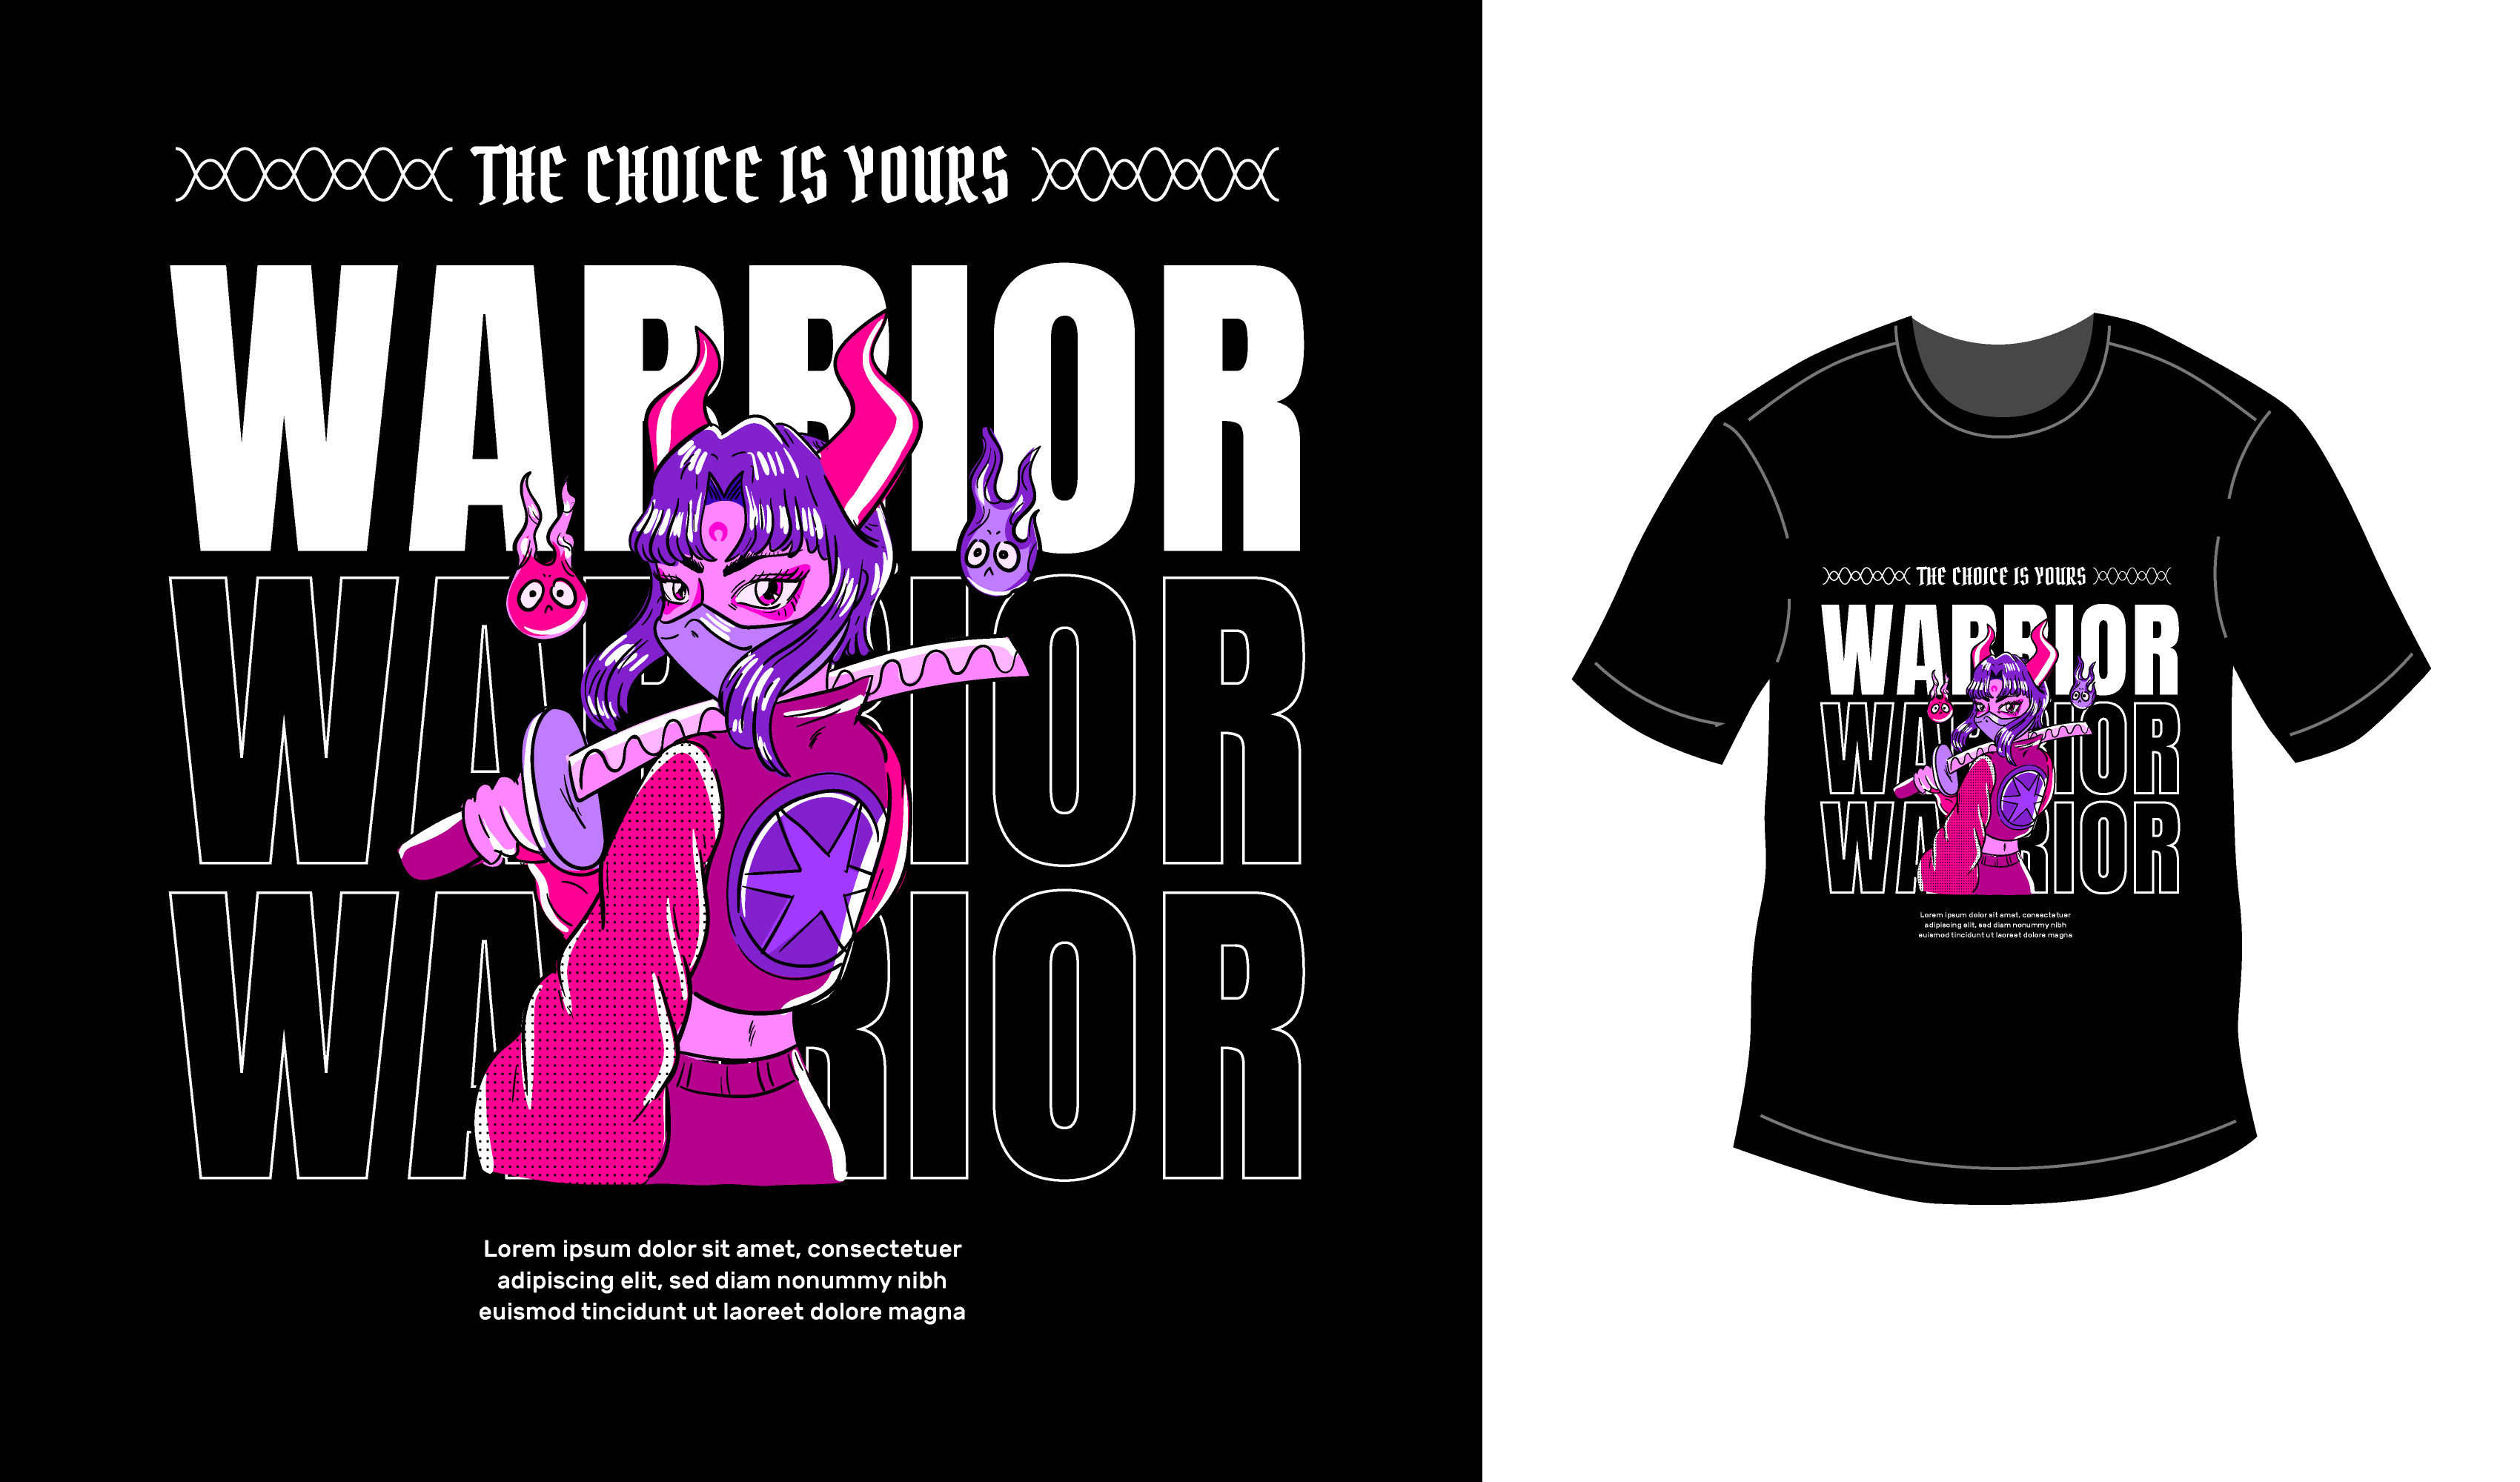 THE CHOICE IS YOURS
WARRIOR
WARRIOR
WARRIOR
Lorem ipsum dolor sit amet, consectetuer
adipiscing elit, sed diam nonummy nibh
euismod tincidunt ut laoreet dolore magna
THE CHOICE IS YOURS
WARRIOR
WARRIOR
WARRIOR
Lorem ipsum dolor sit amet, consectetuer
adipiscing elit, sed diam nonummy nibh
euismod tincidunt ut laoreet dolore magna